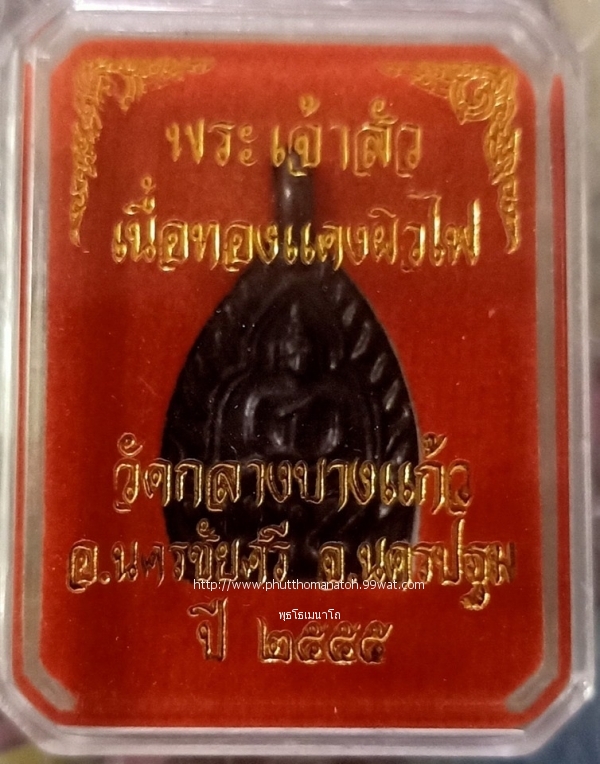 พระเจ้าสัว
เนื้อทองแดงผิวไฟ
วัดกลางบางแก้ว
อ.นครชัยศรี จ.นครปฐม
http://www.phutthomanatoh.99wat.com
พุธโธเมนาโถ
ปี ๒๕๕๕